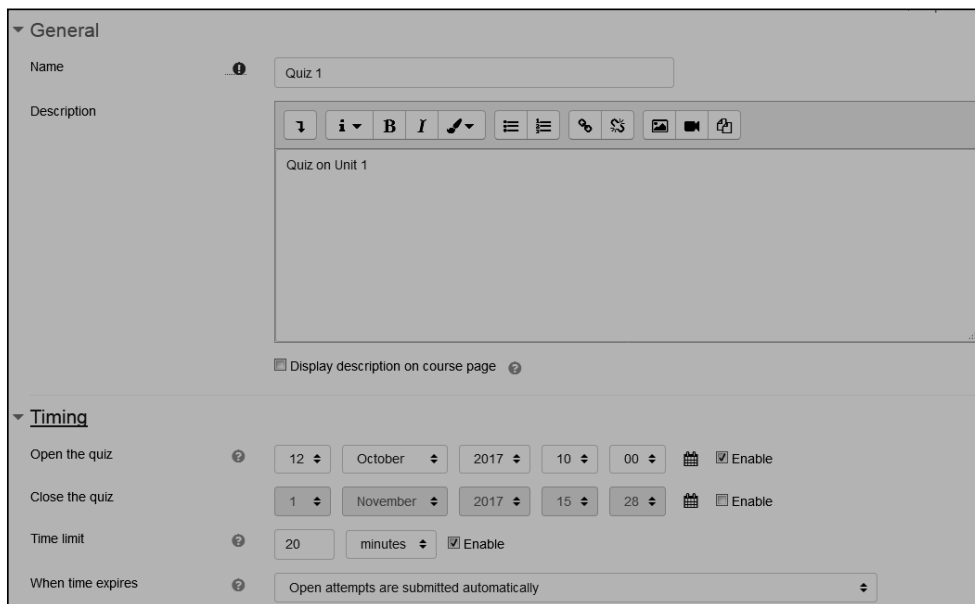 General
Name
Quiz 1
Description
Quiz on Unit 1
Display description on course page
Timing
Open the quiz 12 October 2017 10 00 Enable
Close the quiz 1 November 2017 15 28 Enable
Time limit 20 minutes Enable
When time expires Open attempts are submitted automatically